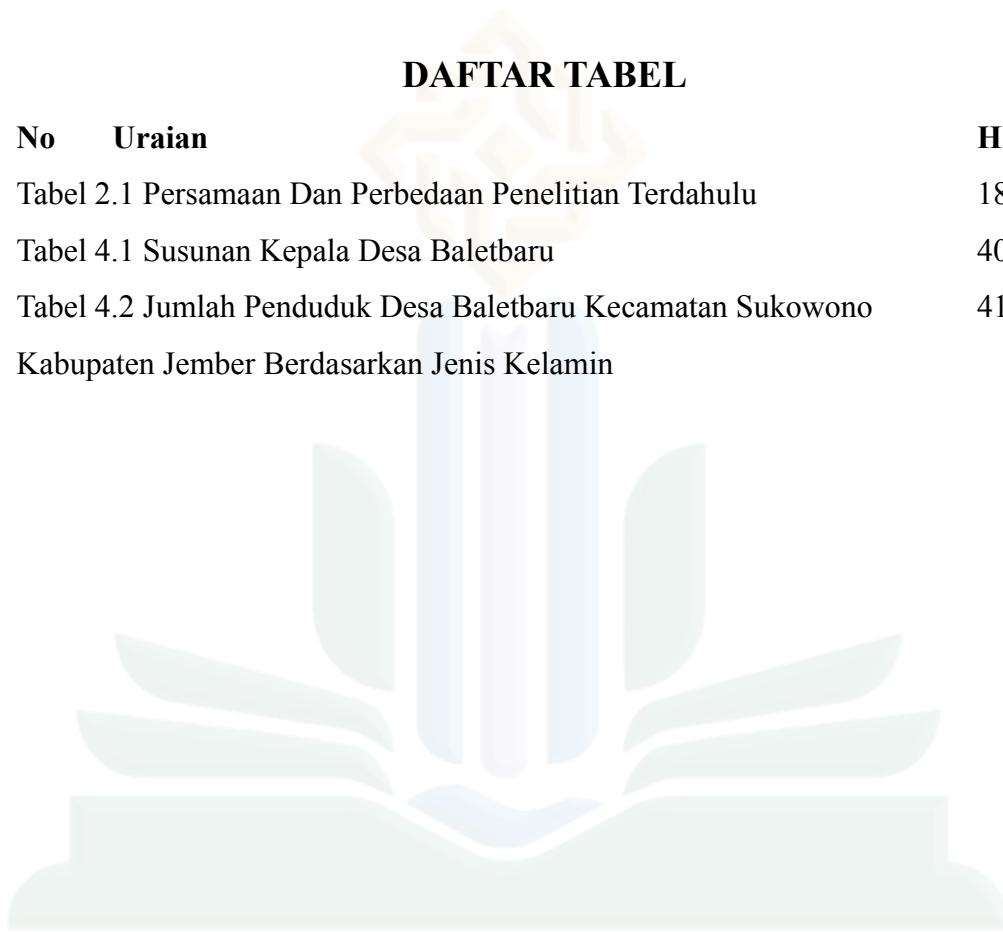 DAFTAR TABEL
No Uraian H
Tabel 2.1 Persamaan Dan Perbedaan Penelitian Terdahulu 18
Tabel 4.1 Susunan Kepala Desa Baletbaru 40
Tabel 4.2 Jumlah Penduduk Desa Baletbaru Kecamatan Sukowono 41
Kabupaten Jember Berdasarkan Jenis Kelamin